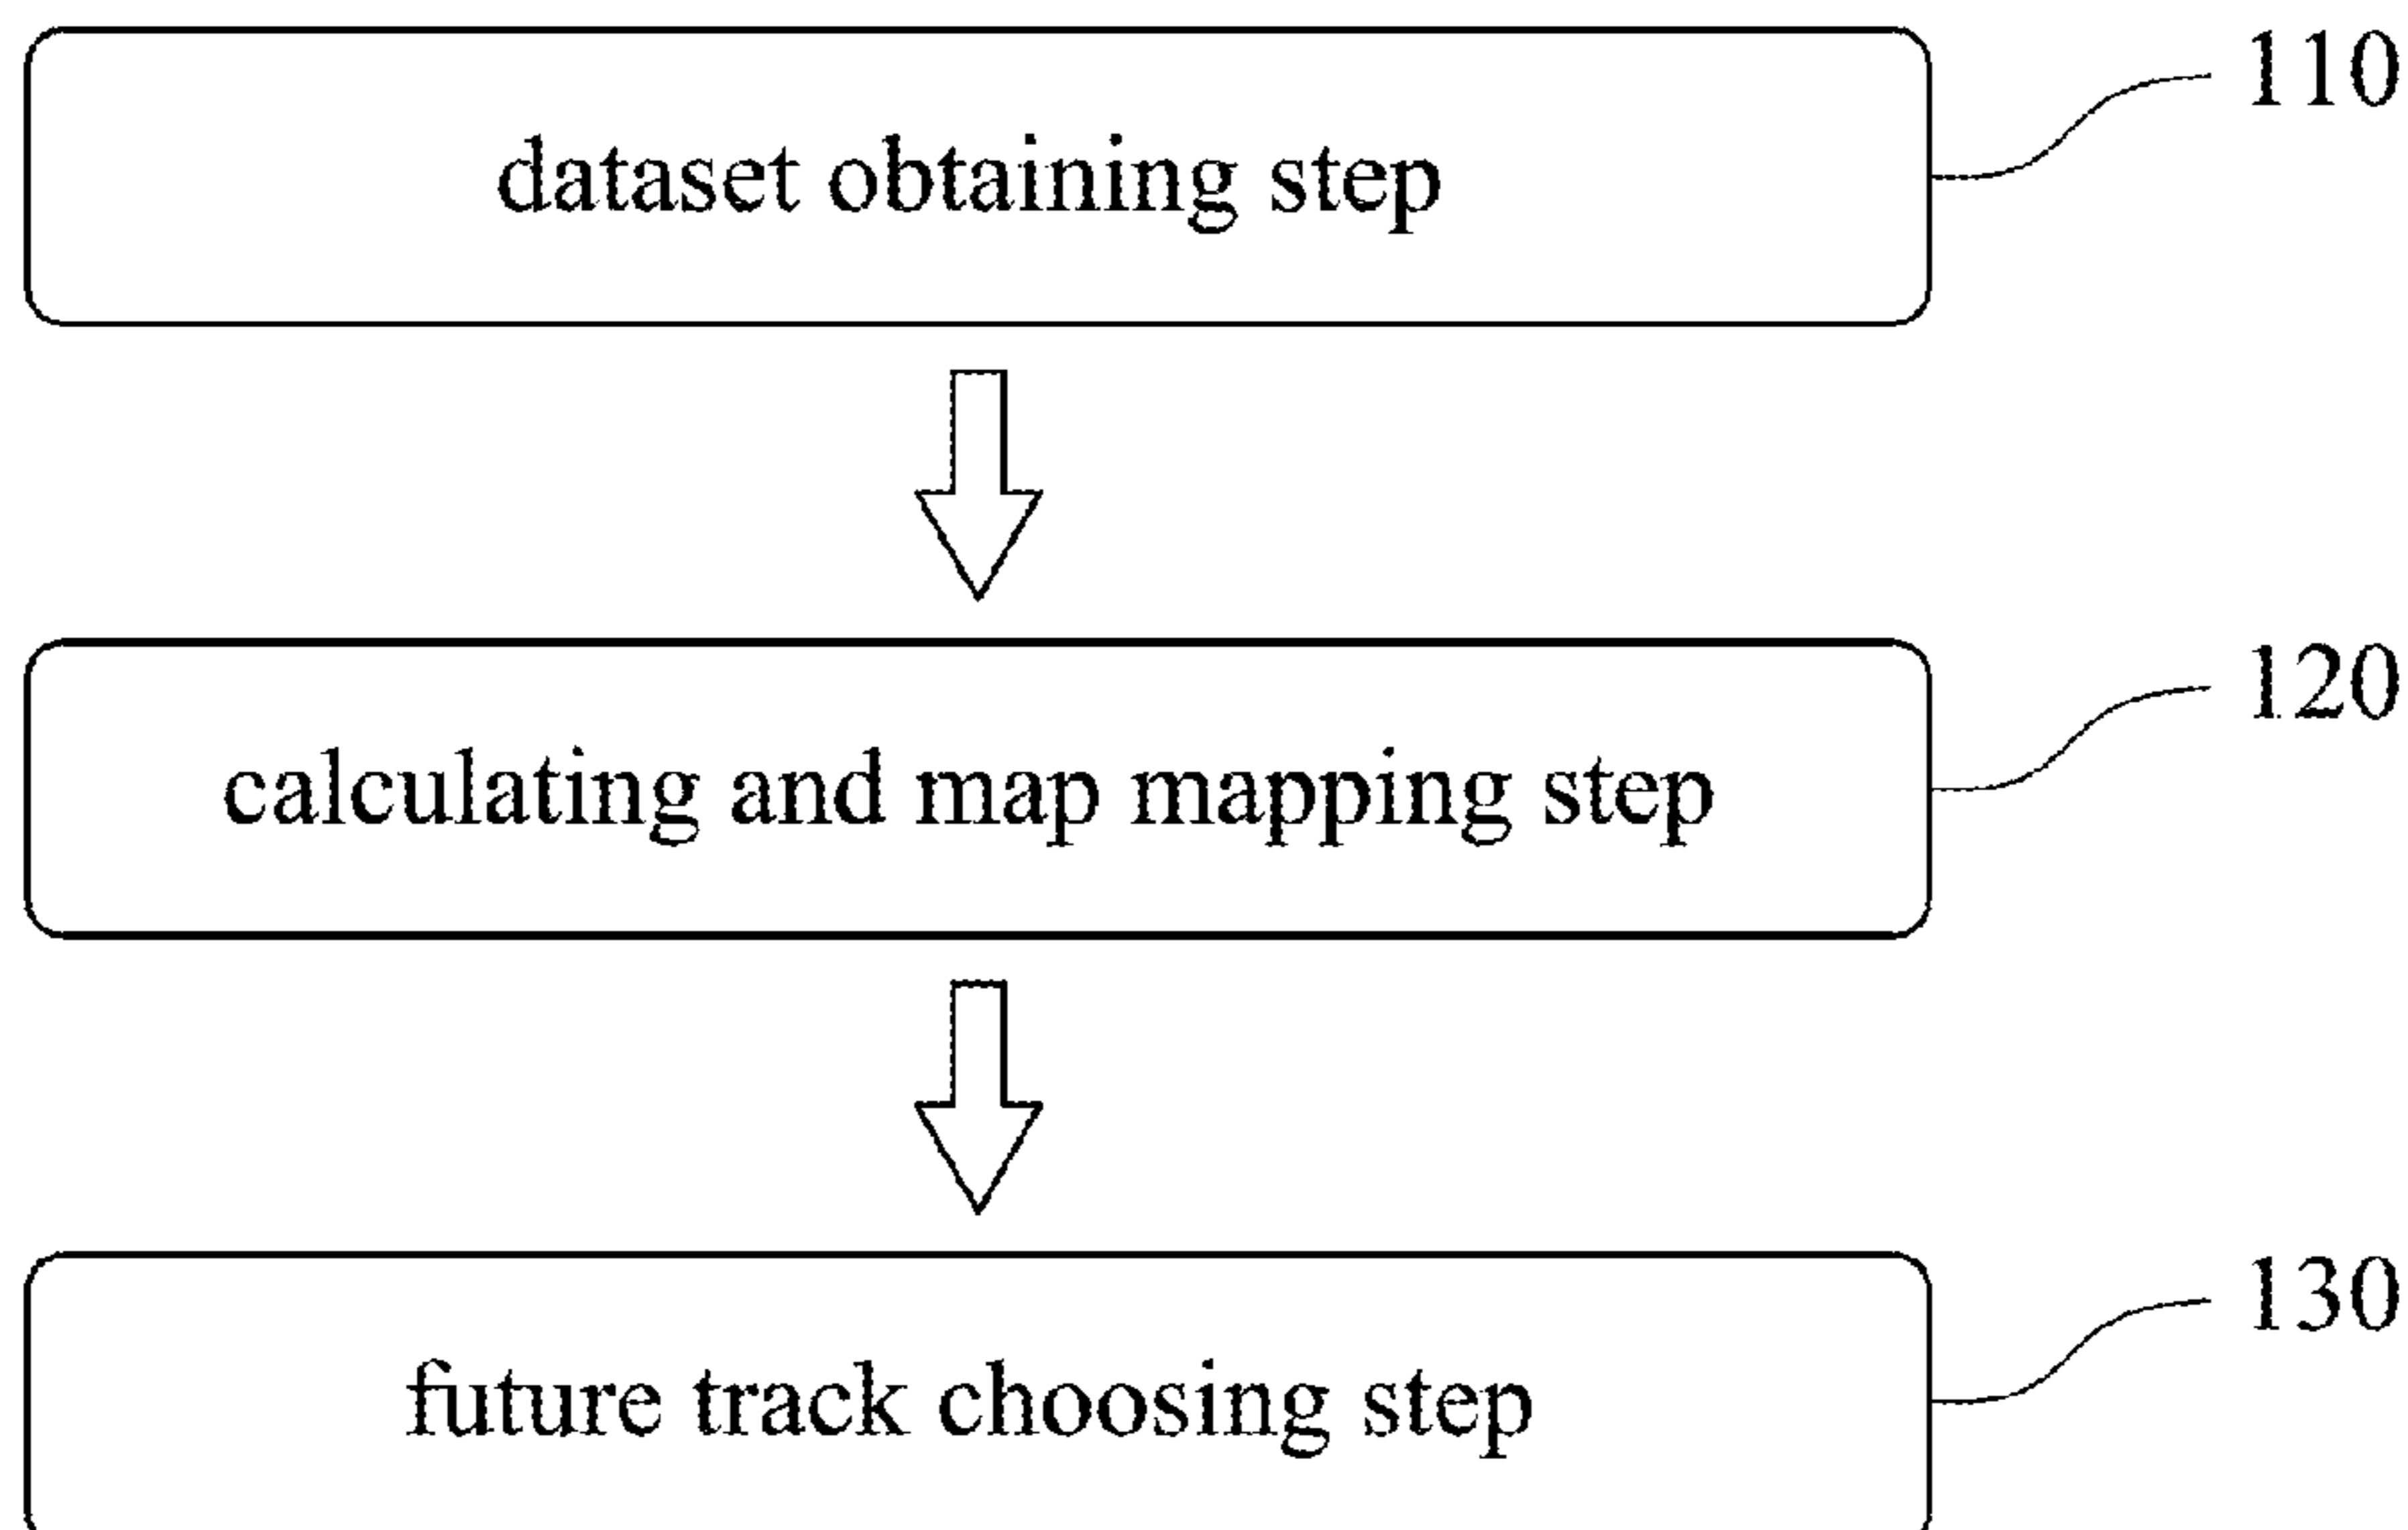 110
dataset obtaining step
120
calculating and map mapping step
130
future track choosing step